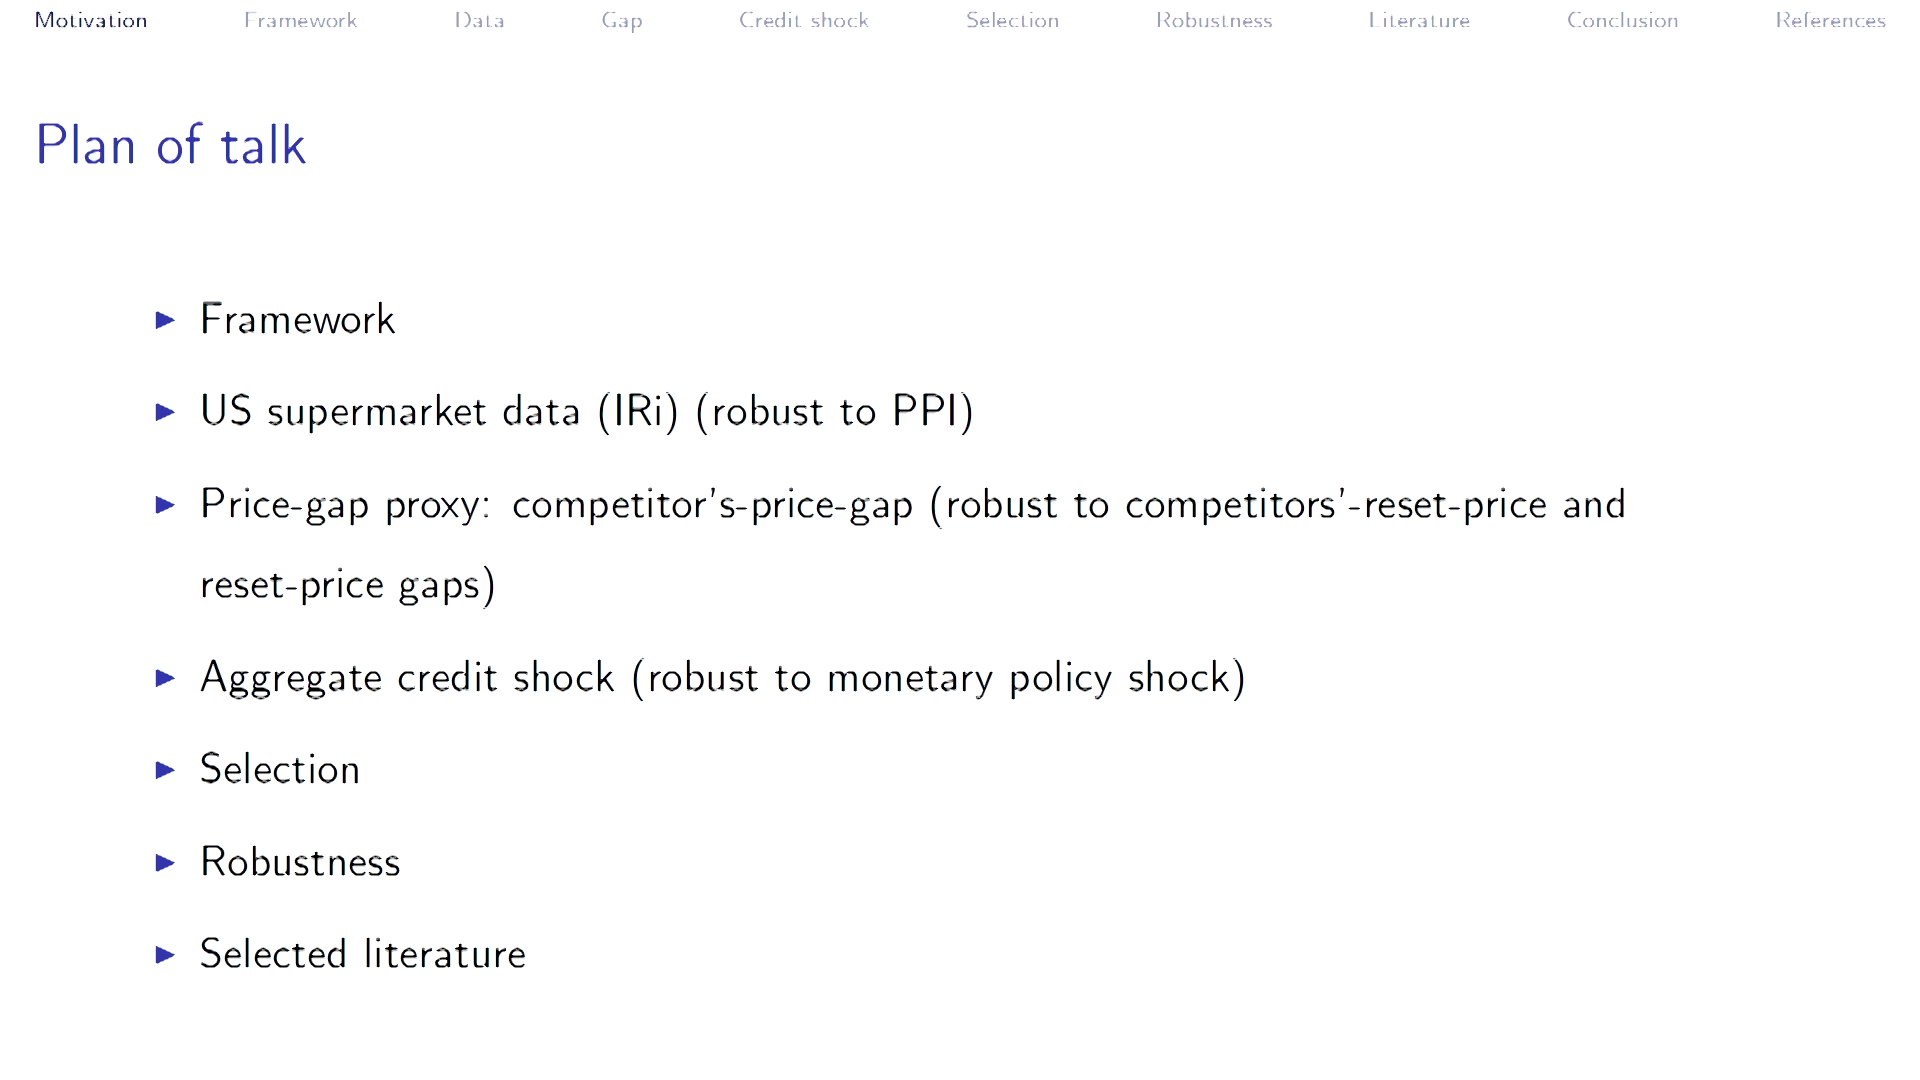 Motivation Framework Data Gap Credit shock Selection Robustness Literature Conclusion References
Plan of talk
▶ Framework
▶ US supermarket data (IRi) (robust to PPI)
▶ Price-gap proxy: competitor's-price-gap (robust to competitors'-reset-price and
reset-price gaps)
▶ Aggregate credit shock (robust to monetary policy shock)
▶ Selection
▶ Robustness
▶ Selected literature